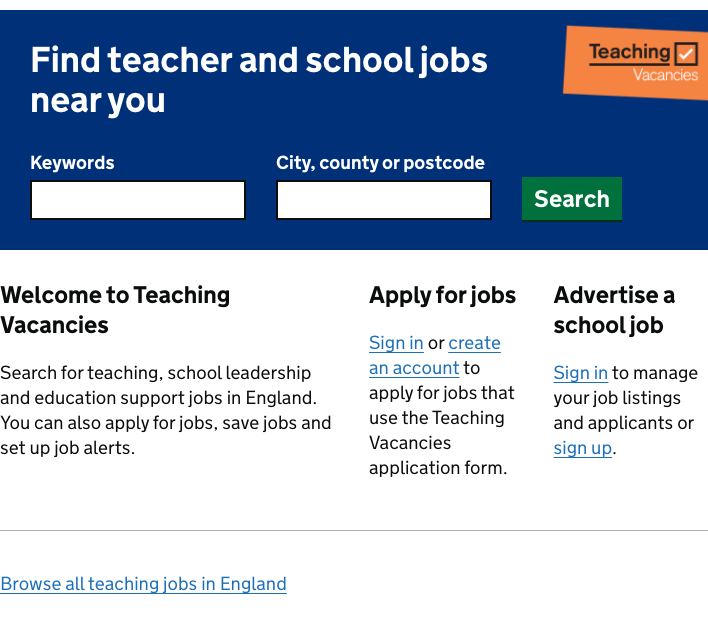 Find teacher and school jobs
near you
Teaching
Vacancies
Keywords
City, county or postcode
Search
Welcome to Teaching
Vacancies
Search for teaching, school leadership
and education support jobs in England.
You can also apply for jobs, save jobs and
set up job alerts.
Apply for jobs
Sign in or create
an account to
apply for jobs that
use the Teaching
Vacancies
application form.
Advertise a
school job
Sign in to manage
your job listings
and applicants or
sign up.
Browse all teaching jobs in England